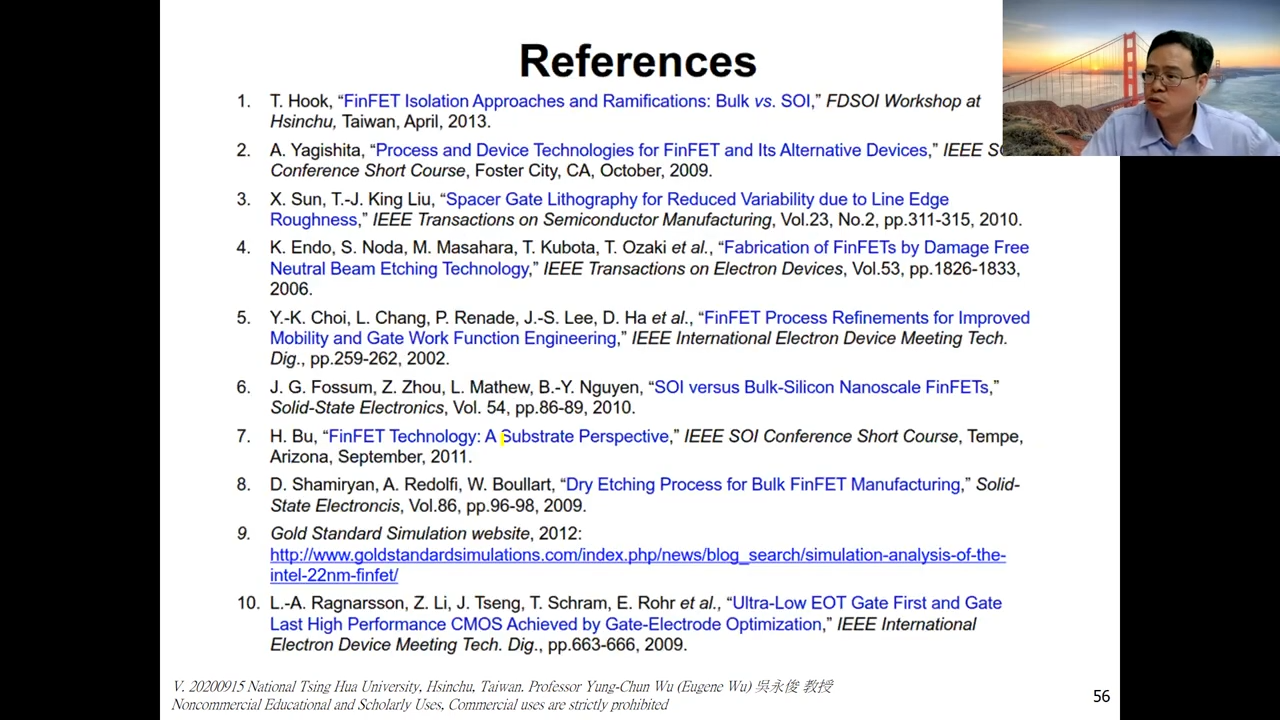 References
1. T. Hook, “FinFET Isolation Approaches and Ramifications: Bulk vs. SOI,” FDSOI Workshop at
Hsinchu, Taiwan, April, 2013.
2. A. Yagishita, “Process and Device Technologies for FinFET and Its Alternative Devices,” IEEE
Conference Short Course, Foster City, CA, October, 2009.
3. X. Sun, T.-J. King Liu, “Spacer Gate Lithography for Reduced Variability due to Line Edge
Roughness,” IEEE Transactions on Semiconductor Manufacturing, Vol.23, No.2, pp.311-315, 2010.
4. K. Endo, S. Noda, M. Masahara, T. Kubota, T. Ozaki et al., “Fabrication of FinFETs by Damage Free
Neutral Beam Etching Technology,” IEEE Transactions on Electron Devices, Vol.53, pp.1826-1833,
2006.
5. Y.-K. Choi, L. Chang, P. Renade, J.-S. Lee, D. Ha et al., “FinFET Process Refinements for Improved
Mobility and Gate Work Function Engineering,” IEEE International Electron Device Meeting Tech.
Dig., pp.259-262, 2002.
6. J. G. Fossum, Z. Zhou, L. Mathew, B.-Y. Nguyen, “SOI versus Bulk-Silicon Nanoscale FinFETs,”
Solid-State Electronics, Vol. 54, pp.86-89, 2010.
7. H. Bu, “FinFET Technology: A Substrate Perspective,” IEEE SOI Conference Short Course, Tempe,
Arizona, September, 2011.
8. D. Shamiryan, A. Redolfi, W. Boullart, “Dry Etching Process for Bulk FinFET Manufacturing,” Solid-
State Electroncis, Vol.86, pp.96-98, 2009.
9. Gold Standard Simulation website, 2012:
http://www.goldstandardsimulations.com/index.php/news/blog_search/simulation-analysis-of-the-
intel-22nm-finfet/
10. L.-A. Ragnarsson, Z. Li, J. Tseng, T. Schram, E. Rohr et al., “Ultra-Low EOT Gate First and Gate
Last High Performance CMOS Achieved by Gate-Electrode Optimization,” IEEE International
Electron Device Meeting Tech. Dig., pp.663-666, 2009.
V. 20200915 National Tsing Hua University, Hsinchu, Taiwan. Professor Yung-Chun Wu (Eugene Wu) 吳永俊 教授
Noncommercial Educational and Scholarly Uses, Commercial uses are strictly prohibited
56